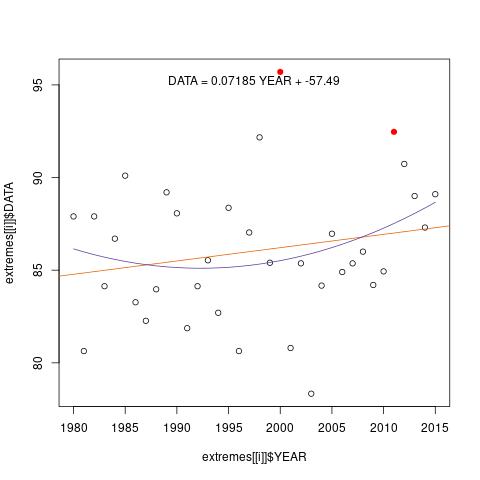 DATA = 0.07185 YEAR + -57.49
95
90
85
80
extremes[[i]]$DATA
1980 1985 1990 1995 2000 2005 2010 2015
extremes[[i]]$YEAR